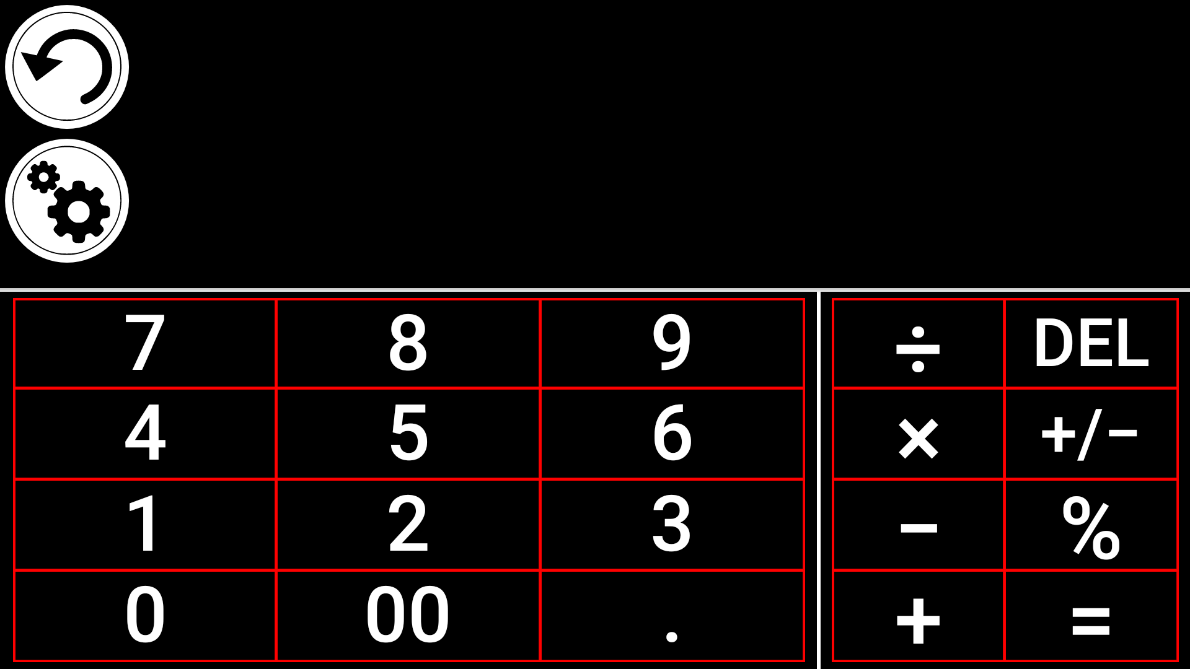 7 8 9 ÷ DEL
4 5 6 × +/−
1 2 3 − %
0 00 . + =